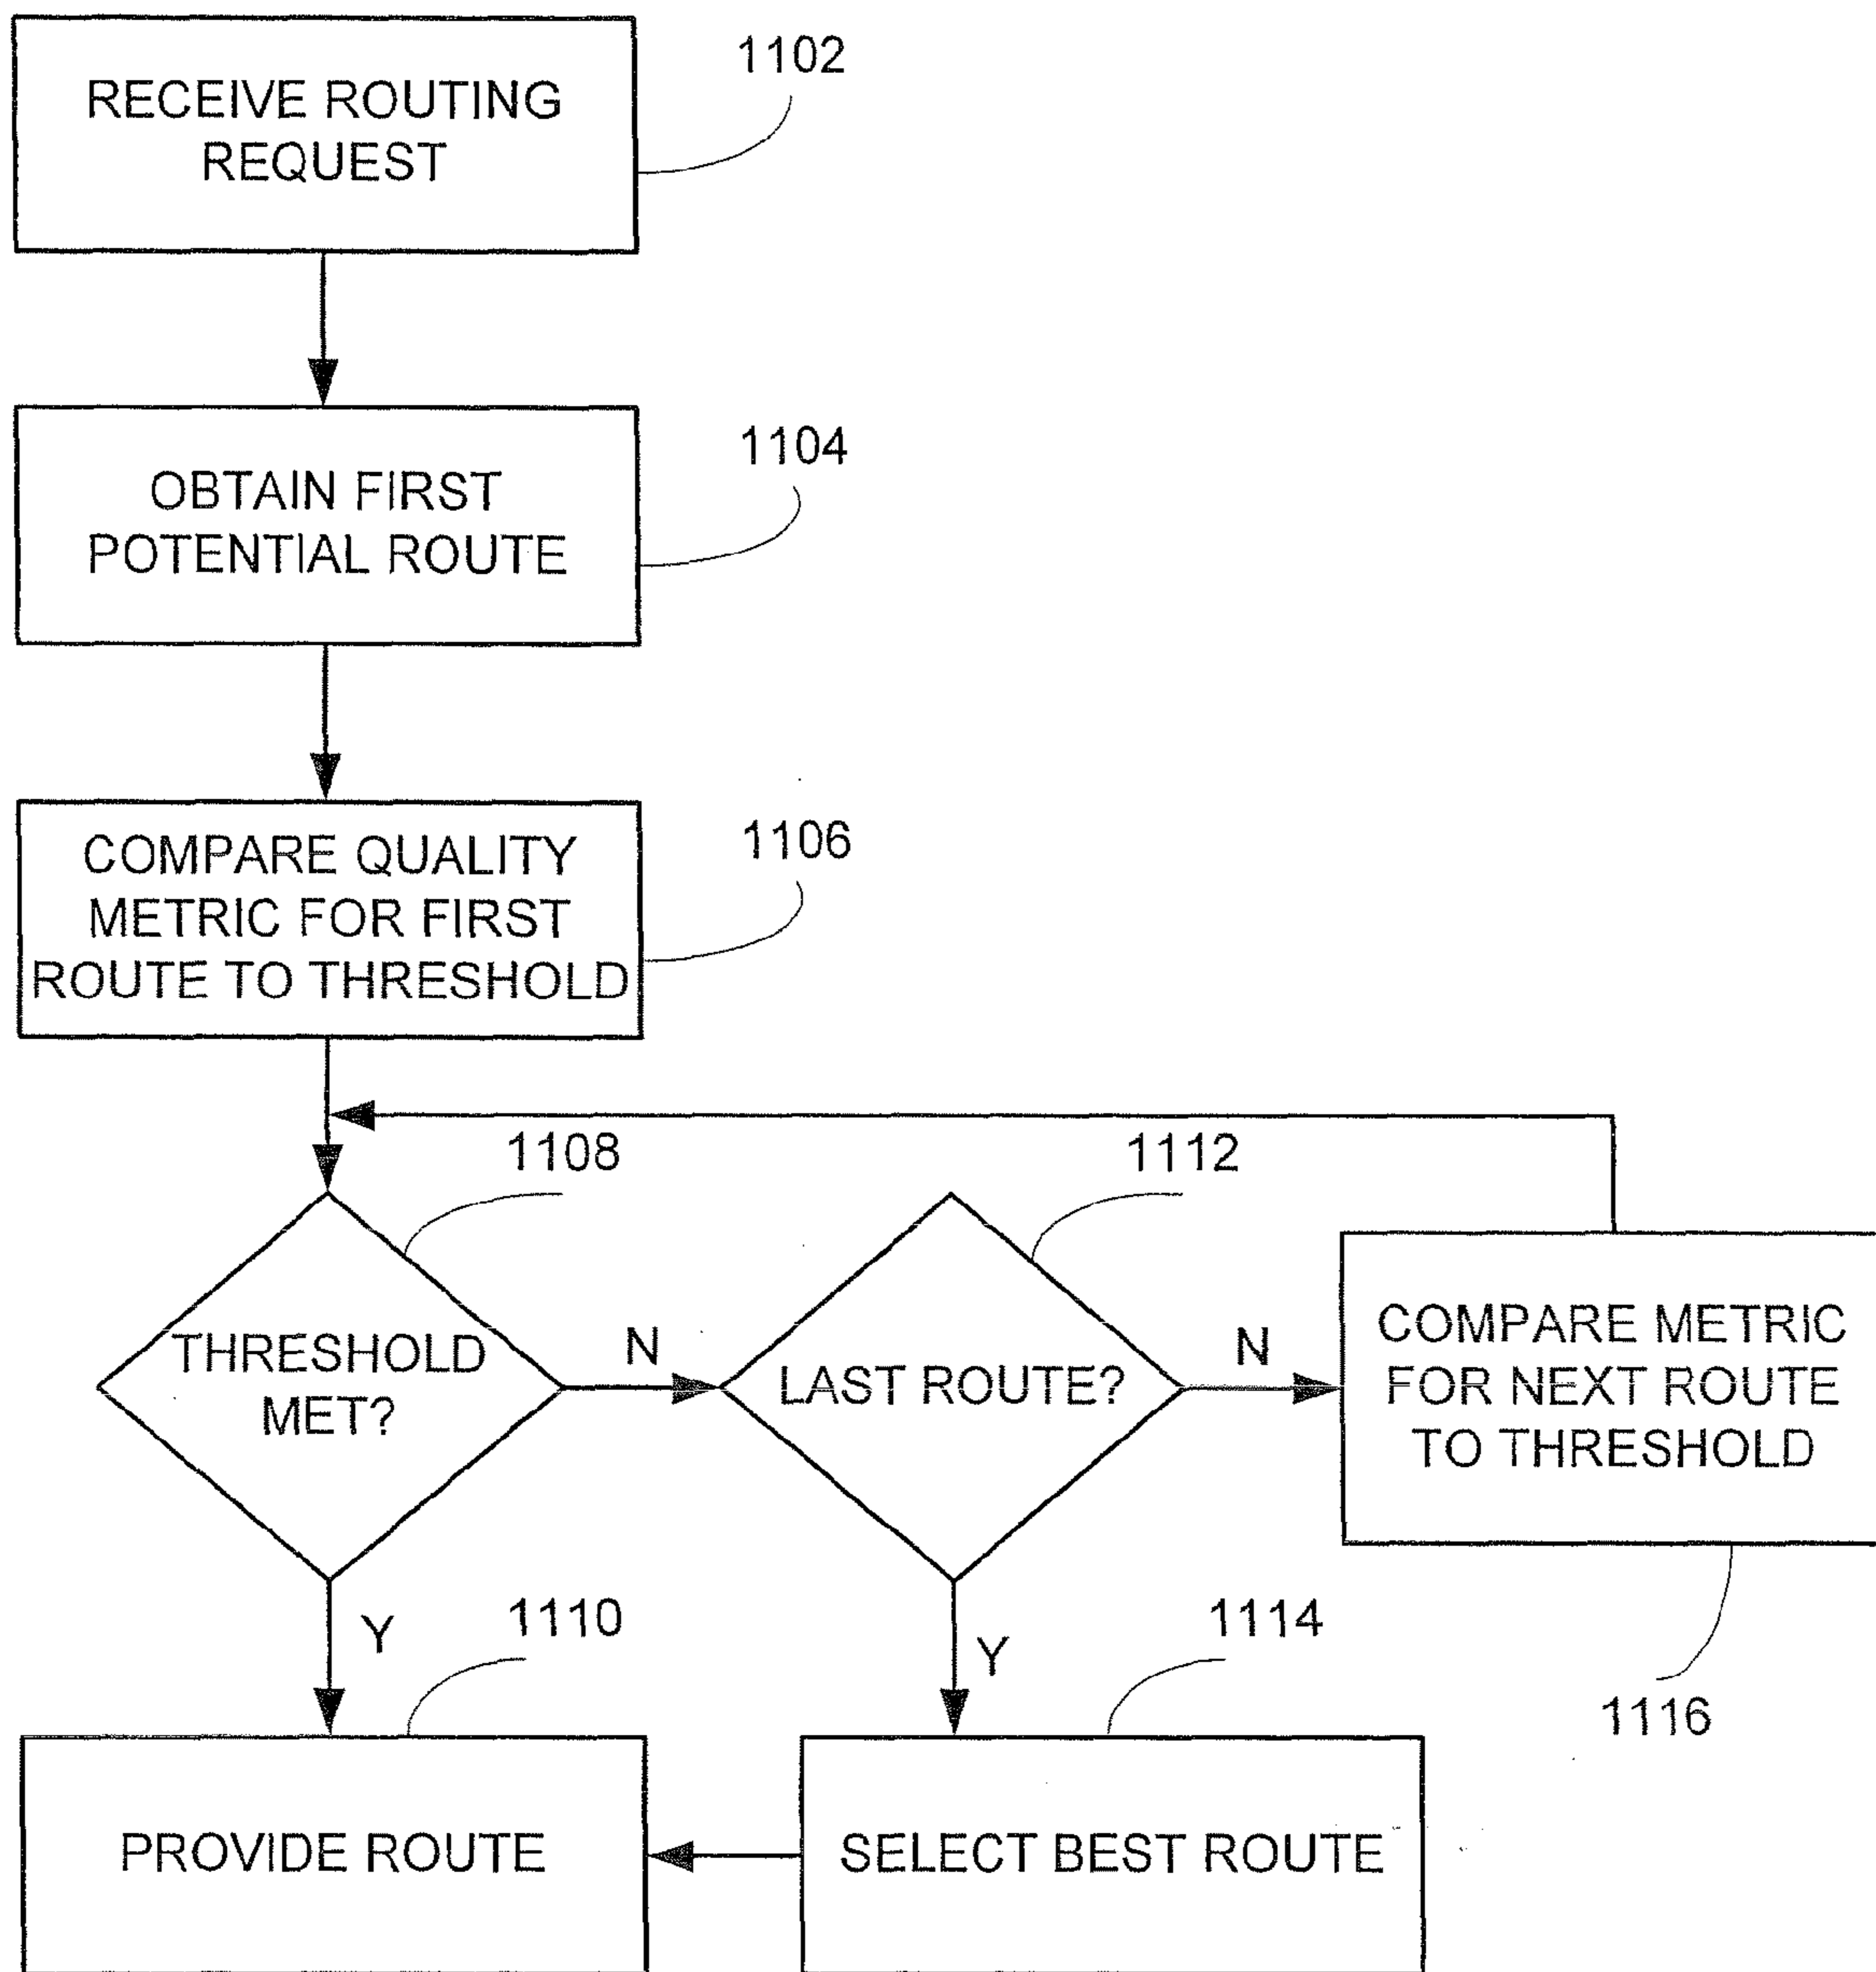 RECEIVE ROUTING
REQUEST
1102
OBTAIN FIRST
POTENTIAL ROUTE
1104
COMPARE QUALITY
METRIC FOR FIRST
ROUTE TO THRESHOLD
1106
1108
THRESHOLD
MET?
N
Y
1112
LAST ROUTE?
N
Y
COMPARE METRIC
FOR NEXT ROUTE
TO THRESHOLD
1116
1110
PROVIDE ROUTE
1114
SELECT BEST ROUTE